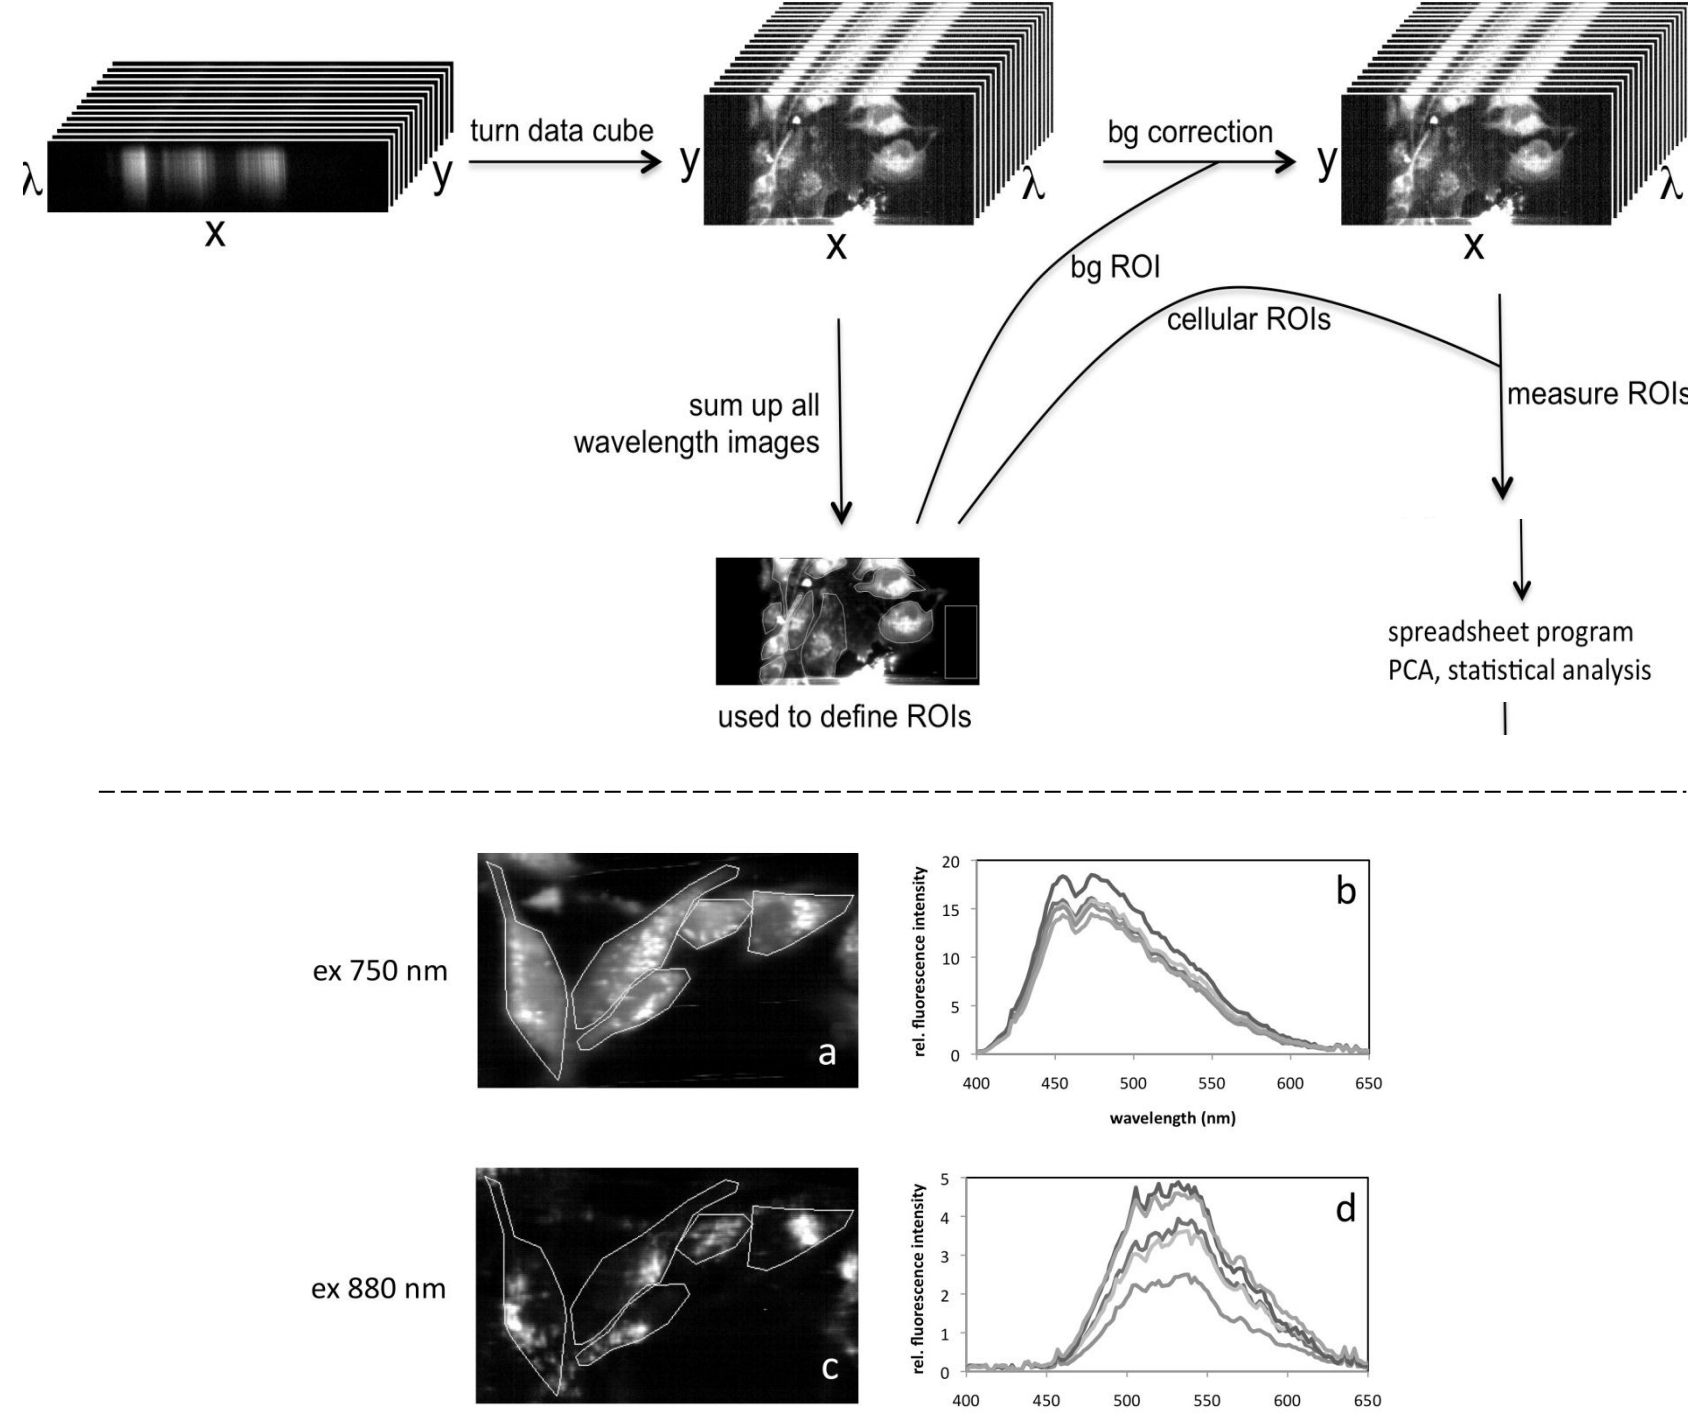 λ
x
y
turn data cube
y
x
λ
bg correction
y
x
λ
bg ROI
cellular ROIs
sum up all
wavelength images
measure ROIs
used to define ROIs
spreadsheet program
PCA, statistical analysis
ex 750 nm
a
b
rel. fluorescence intensity
20
15
10
5
0
400 450 500 550 600 650
wavelength (nm)
ex 880 nm
c
d
rel. fluorescence intensity
5
4
3
2
1
0
400 450 500 550 600 650